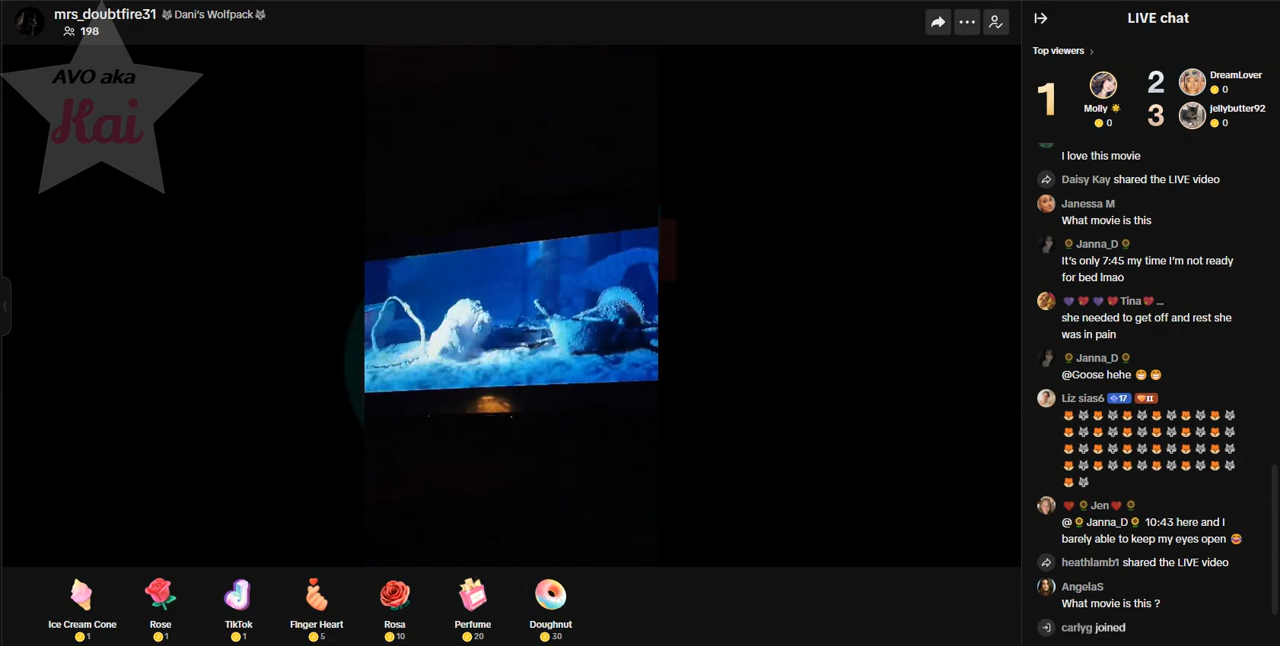 mrs_doubtfire31 🐺Dani's Wolfpack🐺
198
AVO aka
Kai
LIVE chat
Top viewers
1
Molly 🌟
0
2
DreamLover
0
3
jellybutter92
0
I love this movie
Daisy Kay shared the LIVE video
Janessa M
What movie is this
🌻Janna_D🌻
It's only 7:45 my time I'm not ready
for bed lmao
💜💖💜💖Tina💖...
she needed to get off and rest she
was in pain
🌻Janna_D🌻
@Goose hehe 😁😁
Liz sias6 17 II
🦊🐺🦊🐺🦊🐺🦊🐺🦊🐺🦊🐺
🦊🐺🦊🐺🦊🐺🦊🐺🦊🐺🦊🐺
🦊🐺🦊🐺🦊🐺🦊🐺🦊🐺🦊🐺
🦊🐺🦊🐺🦊🐺🦊🐺🦊🐺🦊🐺
🦊🐺
❤️🌻Jen❤️🌻
@🌻Janna_D🌻 10:43 here and I
barely able to keep my eyes open 😆
heathlamb1 shared the LIVE video
AngelaS
What movie is this ?
carlyg joined
Ice Cream Cone
1
Rose
1
TikTok
1
Finger Heart
5
Rosa
10
Perfume
20
Doughnut
30